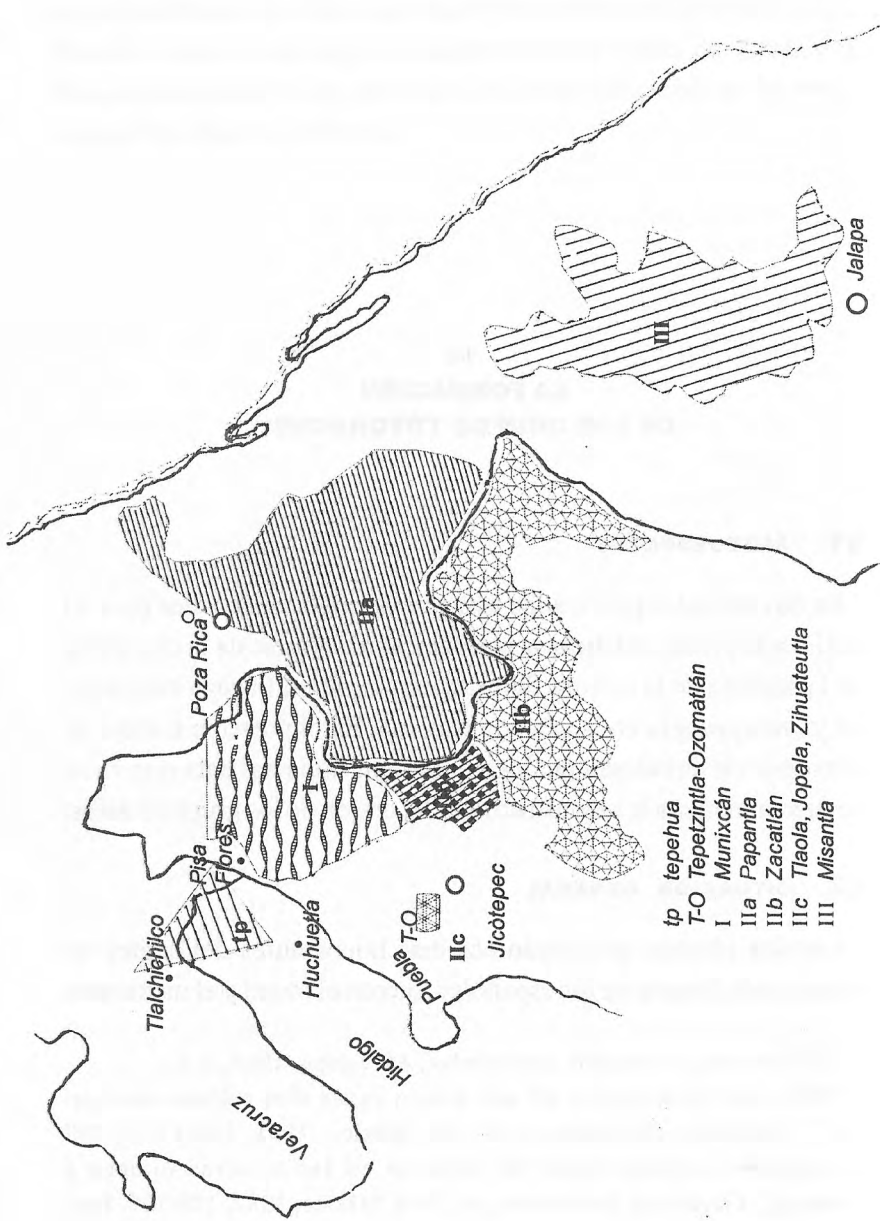 Tlalchichilco
tp
Pisa
Flores
Poza Rica
I
IIa
Veracruz
Hidalgo
Huehuetla
Puebla
T-O
IIc
Jicotepec
IIb
III
Jalapa
tp tepehua
T-O Tepetzintla-Ozomatlán
I Munixcán
IIa Papantla
IIb Zacatlán
IIc Tlaola, Jopala, Zihuateutla
III Misantla